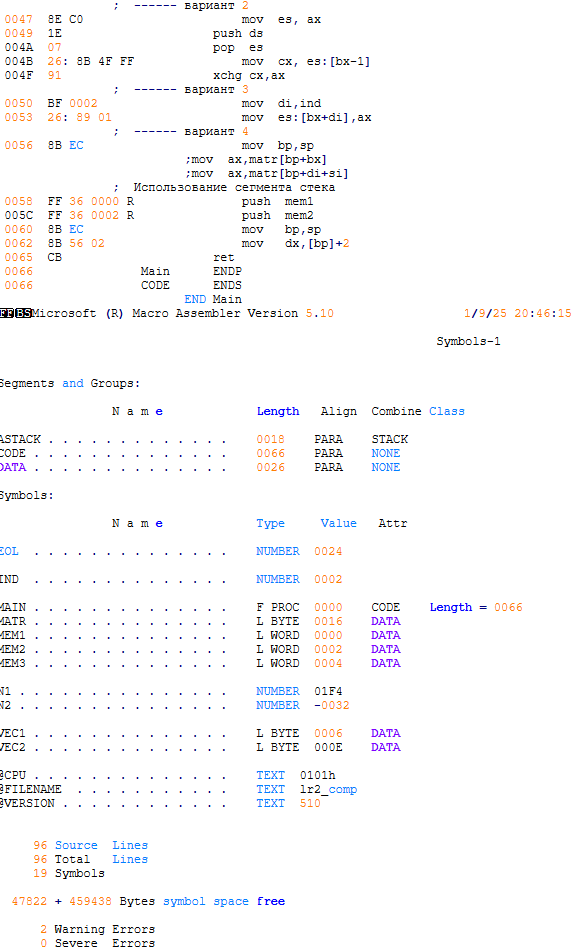 ; ------ вариант 2
0047 8E C0 mov es, ax
0049 1E push ds
004A 07 pop es
004B 26: 8B 4F FF mov cx, es:[bx-1]
004F 91 xchg cx,ax
; ------ вариант 3
0050 BF 0002 mov di,ind
0053 26: 89 01 mov es:[bx+di],ax
; ------ вариант 4
0056 8B EC mov bp,sp
;mov ax,matr[bp+bx]
;mov ax,matr[bp+di+si]
; Использование сегмента стека
0058 FF 36 0000 R push mem1
005C FF 36 0002 R push mem2
0060 8B EC mov bp,sp
0062 8B 56 02 mov dx,[bp]+2
0065 CB ret
0066 Main ENDP
0066 CODE ENDS
END Main
FF BS Microsoft (R) Macro Assembler Version 5.10 1/9/25 20:46:15
Symbols-1
Segments and Groups:
N a m e Length Align Combine Class
ASTACK . . . . . . . . . . . . . 0018 PARA STACK
CODE . . . . . . . . . . . . . . 0066 PARA NONE
DATA . . . . . . . . . . . . . . 0026 PARA NONE
Symbols:
N a m e Type Value Attr
EOL . . . . . . . . . . . . . . NUMBER 0024
IND . . . . . . . . . . . . . . NUMBER 0002
MAIN . . . . . . . . . . . . . . F PROC 0000 CODE Length = 0066
MATR . . . . . . . . . . . . . . L BYTE 0016 DATA
MEM1 . . . . . . . . . . . . . . L WORD 0000 DATA
MEM2 . . . . . . . . . . . . . . L WORD 0002 DATA
MEM3 . . . . . . . . . . . . . . L WORD 0004 DATA
N1 . . . . . . . . . . . . . . . NUMBER 01F4
N2 . . . . . . . . . . . . . . . NUMBER -0032
VEC1 . . . . . . . . . . . . . . L BYTE 0006 DATA
VEC2 . . . . . . . . . . . . . . L BYTE 000E DATA
@CPU . . . . . . . . . . . . . . TEXT 0101h
@FILENAME . . . . . . . . . . . TEXT lr2_comp
@VERSION . . . . . . . . . . . . TEXT 510
96 Source Lines
96 Total Lines
19 Symbols
47822 + 459438 Bytes symbol space free
2 Warning Errors
0 Severe Errors